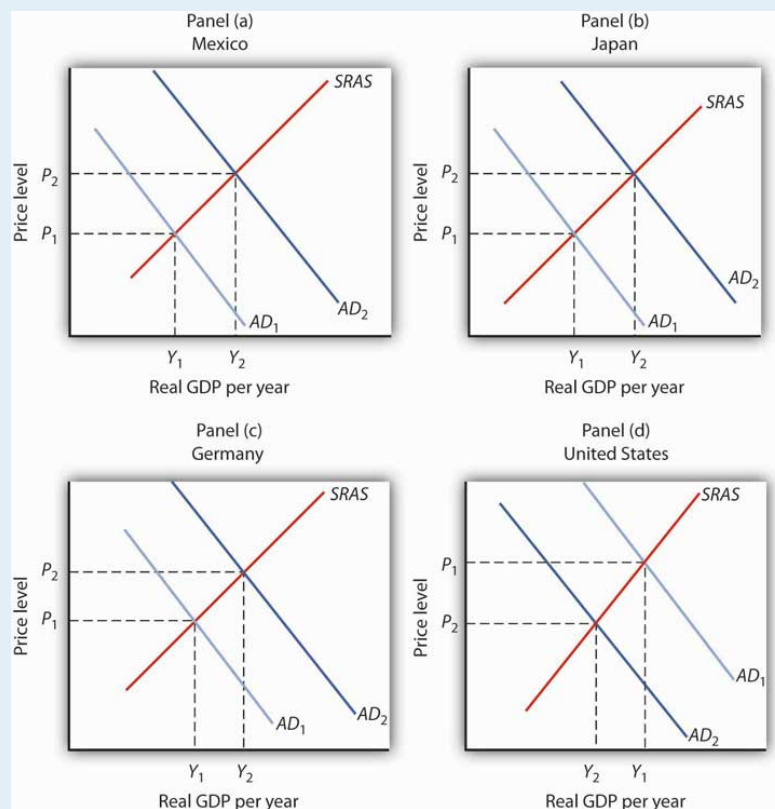 Panel (a)
Mexico
SRAS
Price level
P2
P1
AD2
AD1
Y1 Y2
Real GDP per year
Panel (b)
Japan
SRAS
Price level
P2
P1
AD2
AD1
Y1 Y2
Real GDP per year
Panel (c)
Germany
SRAS
Price level
P2
P1
AD1
AD2
Y1 Y2
Real GDP per year
Panel (d)
United States
SRAS
Price level
P1
P2
AD1
AD2
Y2 Y1
Real GDP per year